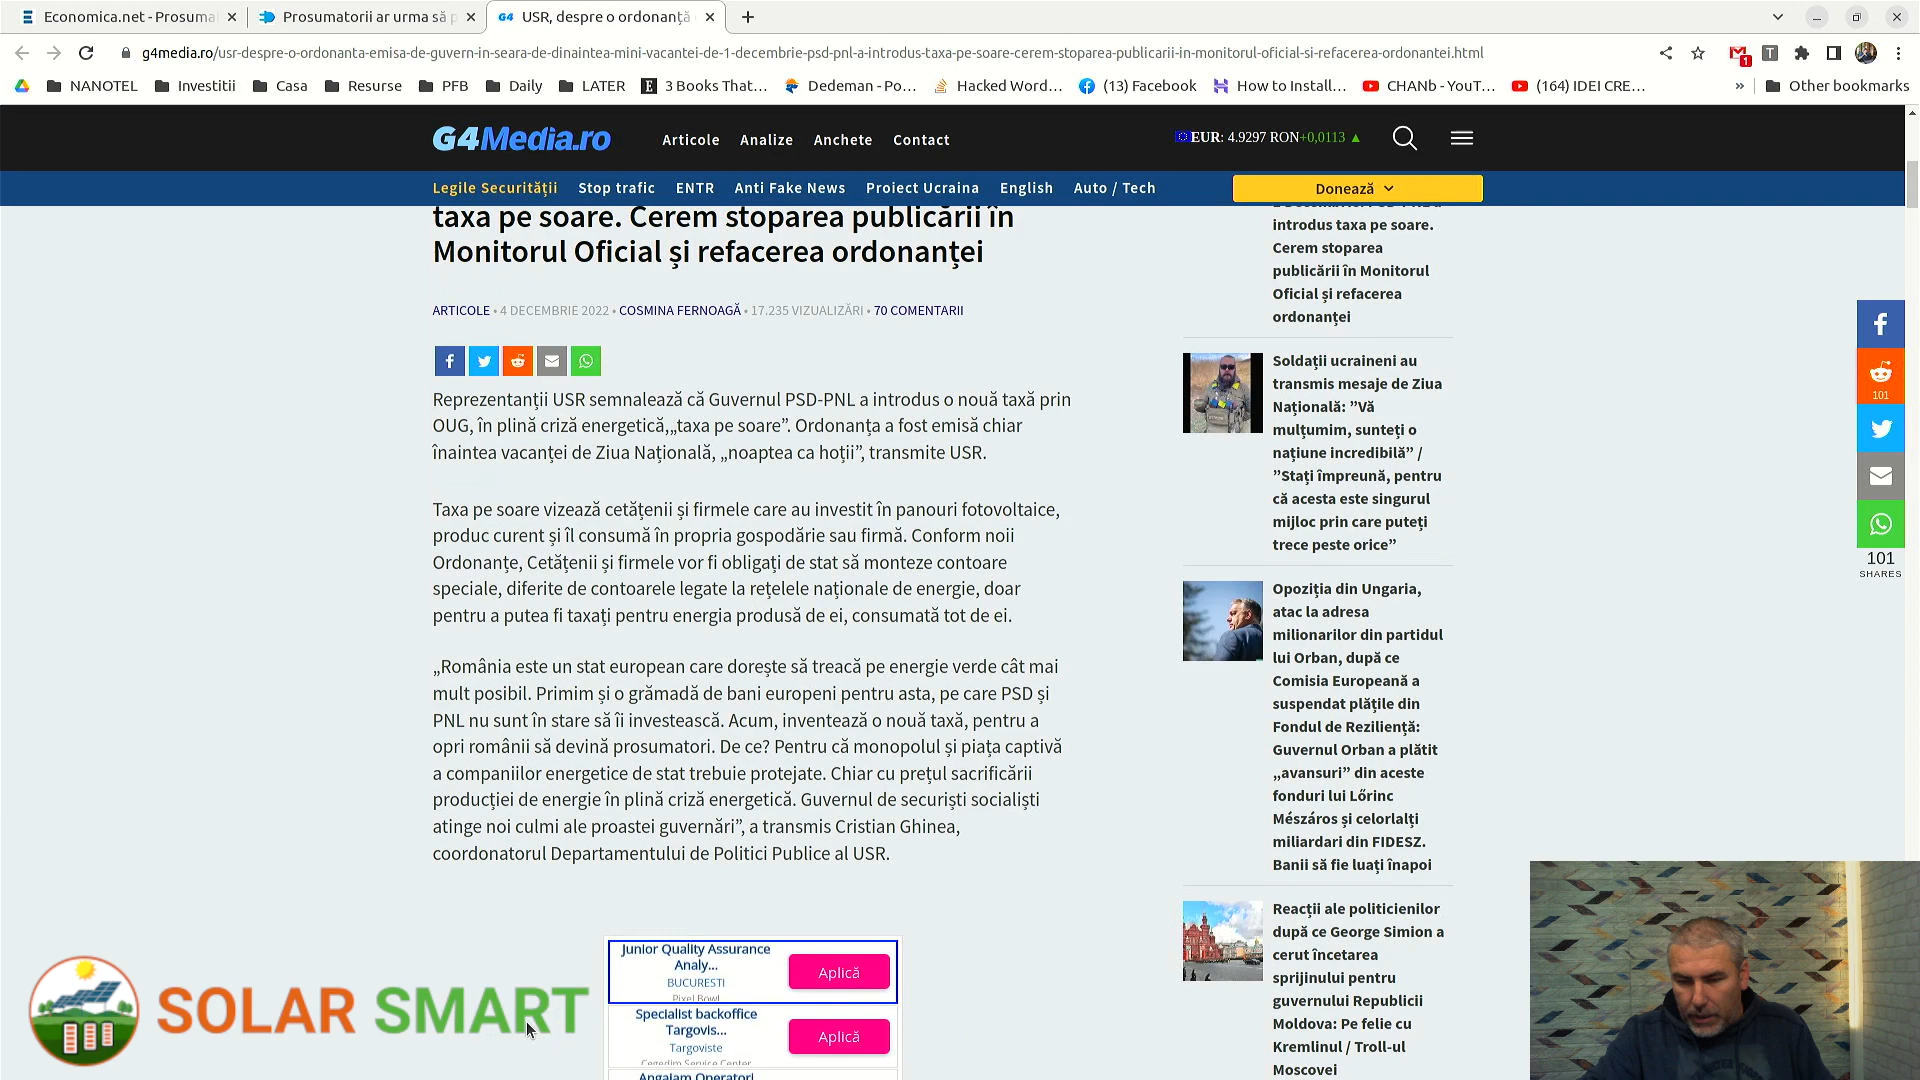 Economica.net - Prosuma
Prosumatorii ar urma să p
G4 USR, despre o ordonanță
g4media.ro/usr-despre-o-ordonanta-emisa-de-guvern-in-seara-de-dinaintea-mini-vacantei-de-1-decembrie-psd-pnl-a-introdus-taxa-pe-soare-cerem-stoparea-publicarii-in-monitorul-oficial-si-refacerea-ordonantei.html
1
T
NANOTEL
Investitii
Casa
Resurse
PFB
Daily
LATER
E 3 Books That…
Dedeman - Po…
Hacked Word…
(13) Facebook
How to Install…
CHANb - YouT…
(164) IDEI CRE…
»
Other bookmarks
G4Media.ro
Articole Analize Anchete Contact
EUR: 4.9297 RON+0,0113 ▲
Legile Securității Stop trafic ENTR Anti Fake News Proiect Ucraina English Auto / Tech
Donează
taxa pe soare. Cerem stoparea publicării în
Monitorul Oficial și refacerea ordonanței
ARTICOLE • 4 DECEMBRIE 2022 • COSMINA FERNOAGĂ • 17.235 VIZUALIZĂRI • 70 COMENTARII
Reprezentanții USR semnalează că Guvernul PSD-PNL a introdus o nouă taxă prin
OUG, în plină criză energetică,„taxa pe soare”. Ordonanța a fost emisă chiar
înaintea vacanței de Ziua Națională, „noaptea ca hoții”, transmite USR.
Taxa pe soare vizează cetățenii și firmele care au investit în panouri fotovoltaice,
produc curent și îl consumă în propria gospodărie sau firmă. Conform noii
Ordonanțe, Cetățenii și firmele vor fi obligați de stat să monteze contoare
speciale, diferite de contoarele legate la rețelele naționale de energie, doar
pentru a putea fi taxați pentru energia produsă de ei, consumată tot de ei.
„România este un stat european care dorește să treacă pe energie verde cât mai
mult posibil. Primim și o grămadă de bani europeni pentru asta, pe care PSD și
PNL nu sunt în stare să îi investească. Acum, inventează o nouă taxă, pentru a
opri românii să devină prosumatori. De ce? Pentru că monopolul și piața captivă
a companiilor energetice de stat trebuie protejate. Chiar cu prețul sacrificării
producției de energie în plină criză energetică. Guvernul de securiști socialiști
atinge noi culmi ale proastei guvernări”, a transmis Cristian Ghinea,
coordonatorul Departamentului de Politici Publice al USR.
Junior Quality Assurance
Analy...
BUCURESTI
Pixel Bowl
Aplică
Specialist backoffice
Targovis...
Targoviste
Cegedim Service Center
Aplică
Angajam Operatori
introdus taxa pe soare.
Cerem stoparea
publicării în Monitorul
Oficial și refacerea
ordonanței
Soldații ucraineni au
transmis mesaje de Ziua
Națională: ”Vă
mulțumim, sunteți o
națiune incredibilă” /
”Stați împreună, pentru
că acesta este singurul
mijloc prin care puteți
trece peste orice”
Opoziția din Ungaria,
atac la adresa
milionarilor din partidul
lui Orban, după ce
Comisia Europeană a
suspendat plățile din
Fondul de Reziliență:
Guvernul Orban a plătit
„avansuri” din aceste
fonduri lui Lőrinc
Mészáros și celorlalți
miliardari din FIDESZ.
Banii să fie luați înapoi
Reacții ale politicienilor
după ce George Simion a
cerut încetarea
sprijinului pentru
guvernului Republicii
Moldova: Pe felie cu
Kremlinul / Troll-ul
Moscovei
101
101
SHARES
SOLAR SMART